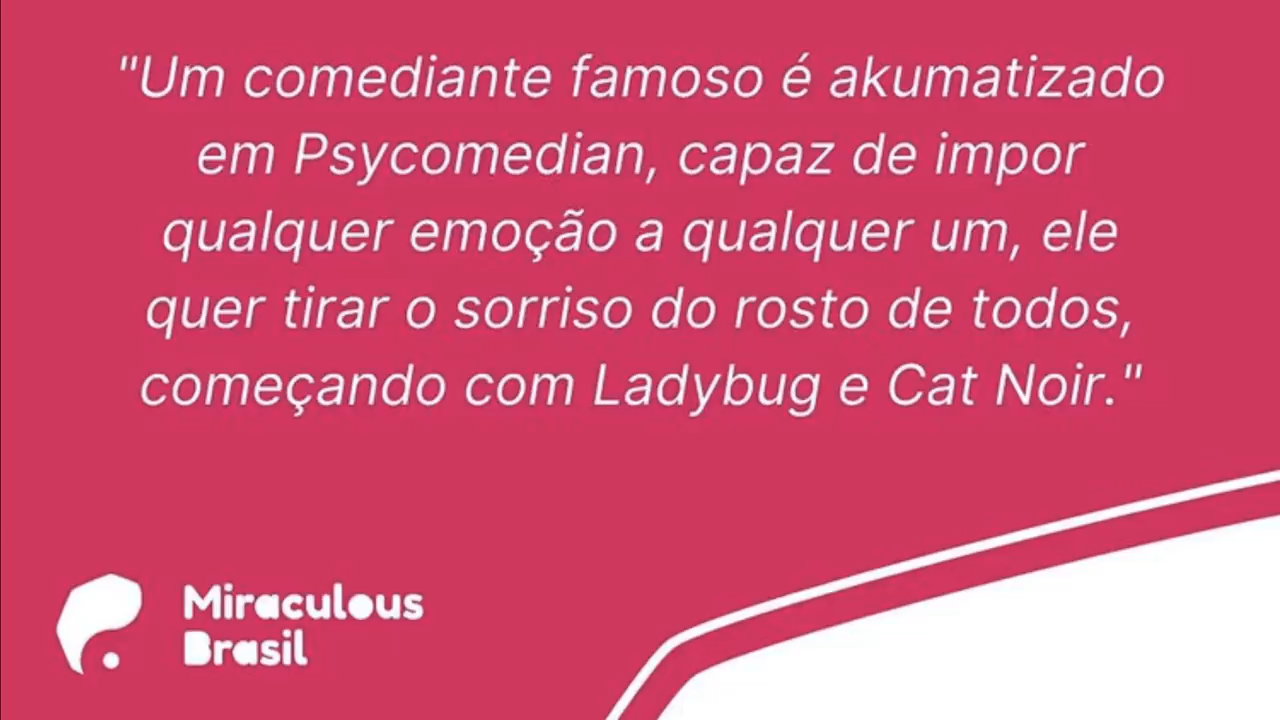 "Um comediante famoso é akumatizado
em Psycomedian, capaz de impor
qualquer emoção a qualquer um, ele
quer tirar o sorriso do rosto de todos,
começando com Ladybug e Cat Noir."
Miraculous
Brasil